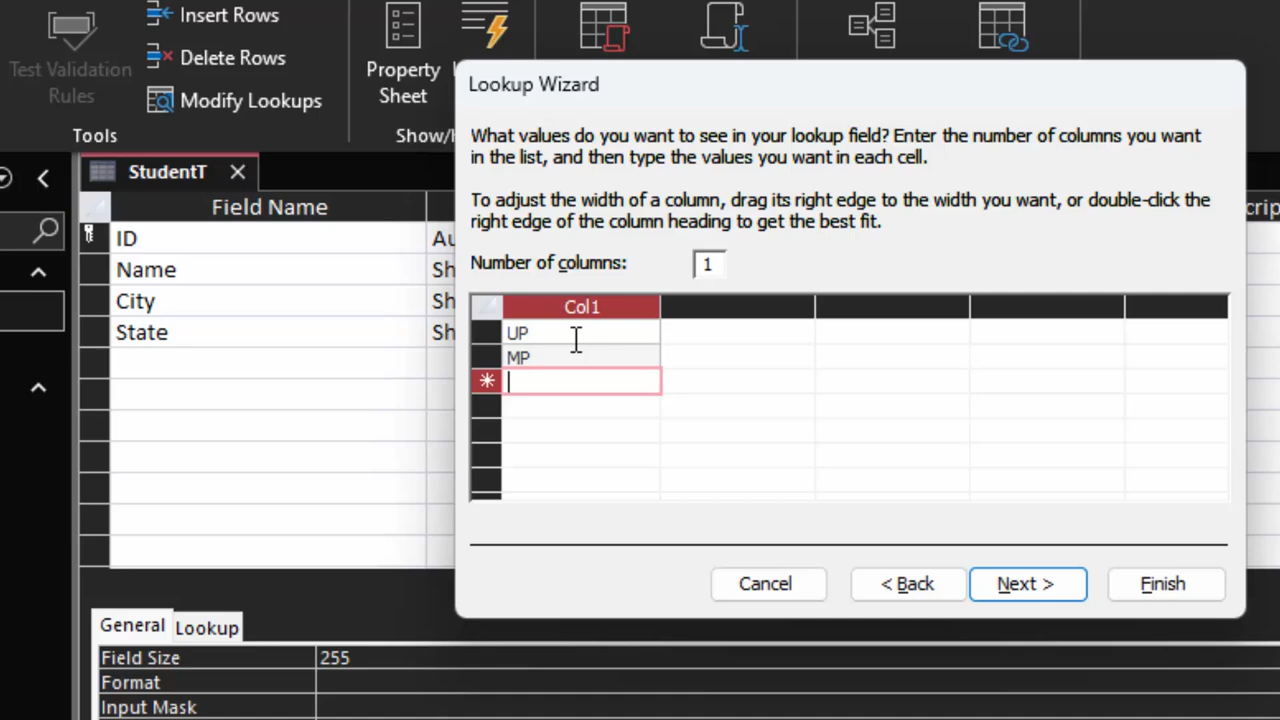 Insert Rows
Delete Rows
Modify Lookups
Test Validation
Rules
Property
Sheet
Tools
Show/
Lookup Wizard
What values do you want to see in your lookup field? Enter the number of columns you want
in the list, and then type the values you want in each cell.
To adjust the width of a column, drag its right edge to the width you want, or double-click the
right edge of the column heading to get the best fit.
Number of columns: 1
Col1
UP
MP
Cancel
< Back
Next >
Finish
StudentT
Field Name
ID
Name
City
State
General
Lookup
Field Size 255
Format
Input Mask